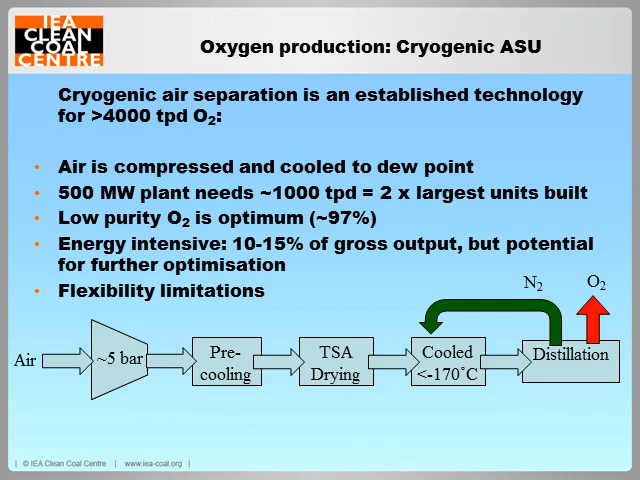 IEA
CLEAN
COAL
CENTRE
Oxygen production: Cryogenic ASU
Cryogenic air separation is an established technology
for >4000 tpd O₂:
• Air is compressed and cooled to dew point
• 500 MW plant needs ~1000 tpd = 2 x largest units built
• Low purity O₂ is optimum (~97%)
• Energy intensive: 10-15% of gross output, but potential
for further optimisation
• Flexibility limitations
N₂
O₂
Air
~5 bar
Pre-
cooling
TSA
Drying
Cooled
<-170˚C
Distillation
| © IEA Clean Coal Centre | www.iea-coal.org |